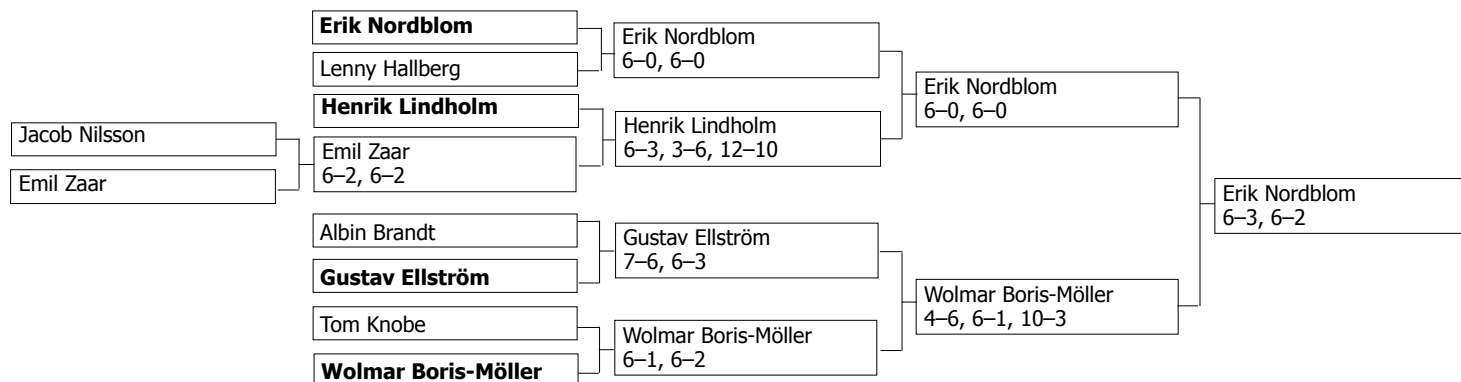 Jacob Nilsson
Emil Zaar
Erik Nordblom
Lenny Hallberg
Henrik Lindholm
Emil Zaar
6–2, 6–2
Albin Brandt
Gustav Ellström
Tom Knobe
Wolmar Boris-Möller
Erik Nordblom
6–0, 6–0
Henrik Lindholm
6–3, 3–6, 12–10
Gustav Ellström
7–6, 6–3
Wolmar Boris-Möller
6–1, 6–2
Erik Nordblom
6–0, 6–0
Wolmar Boris-Möller
4–6, 6–1, 10–3
Erik Nordblom
6–3, 6–2